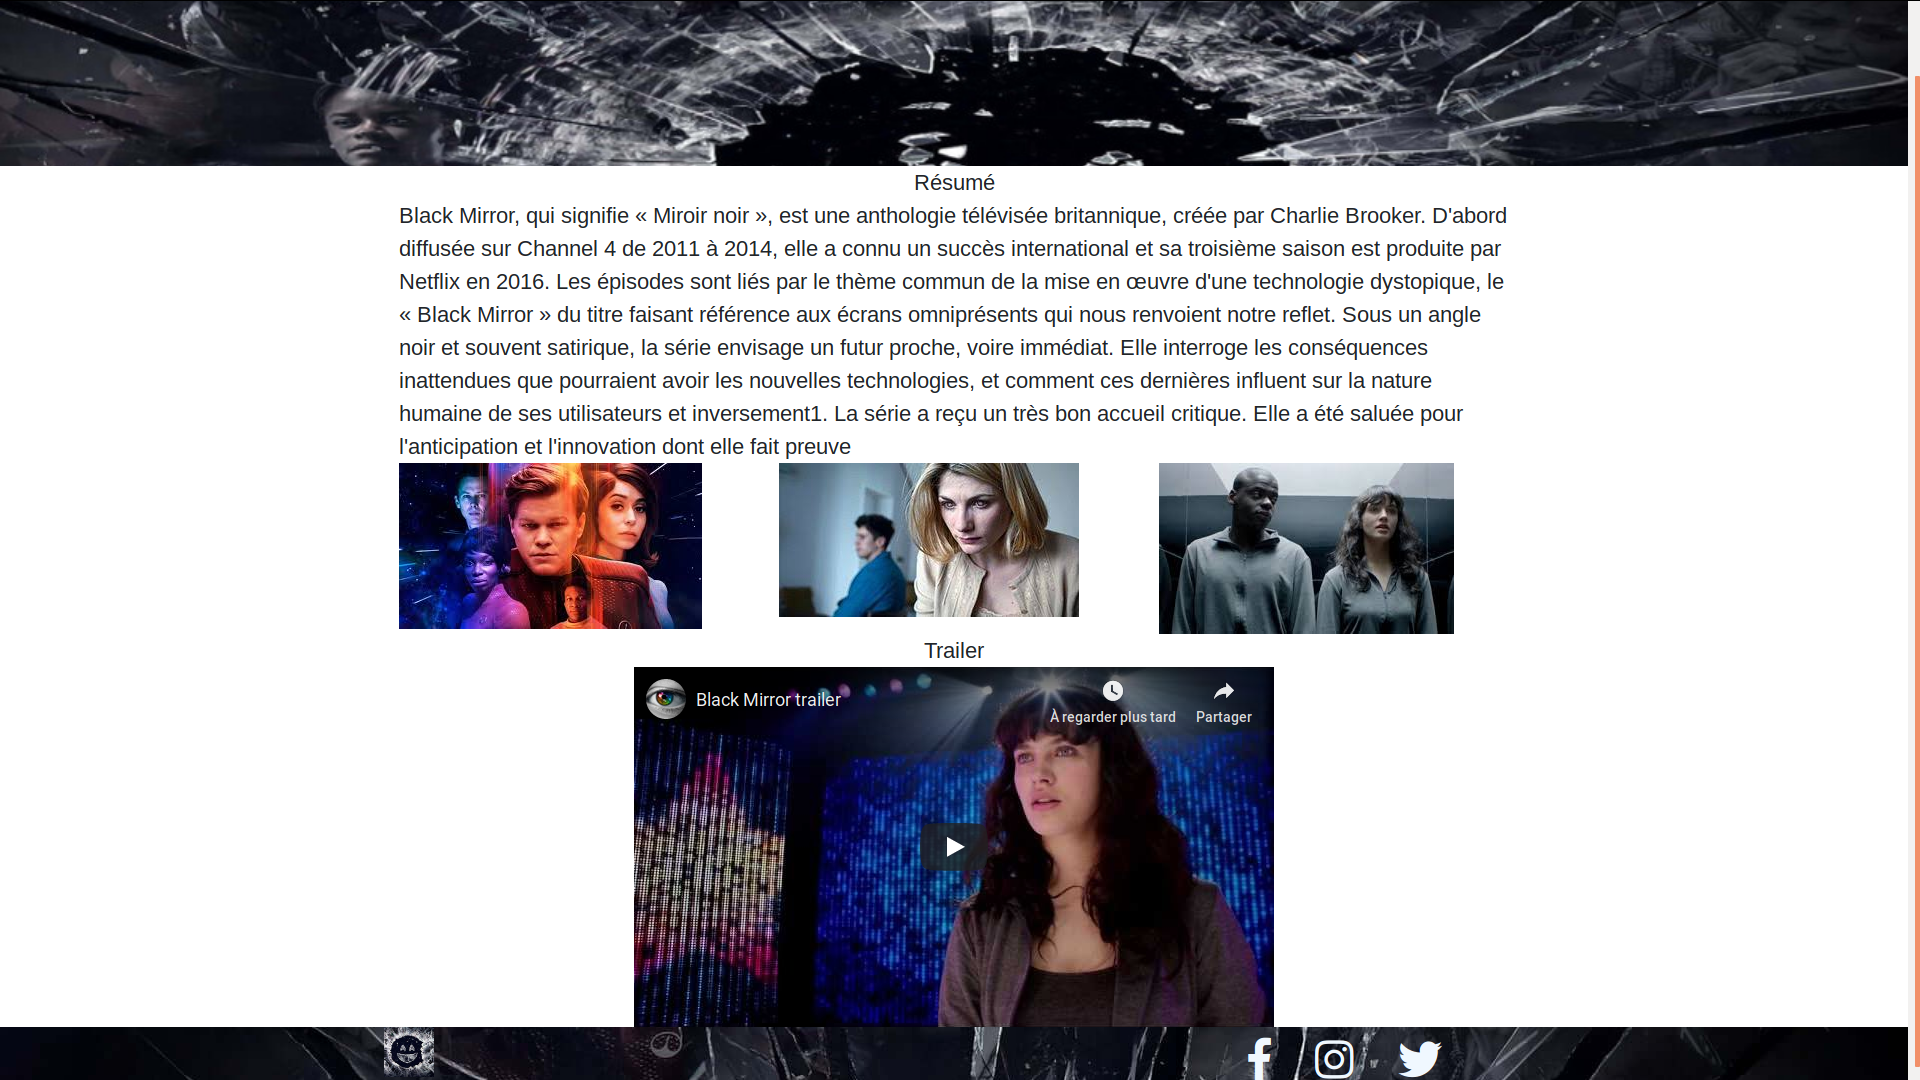 Résumé
Black Mirror, qui signifie « Miroir noir », est une anthologie télévisée britannique, créée par Charlie Brooker. D'abord
diffusée sur Channel 4 de 2011 à 2014, elle a connu un succès international et sa troisième saison est produite par
Netflix en 2016. Les épisodes sont liés par le thème commun de la mise en œuvre d'une technologie dystopique, le
« Black Mirror » du titre faisant référence aux écrans omniprésents qui nous renvoient notre reflet. Sous un angle
noir et souvent satirique, la série envisage un futur proche, voire immédiat. Elle interroge les conséquences
inattendues que pourraient avoir les nouvelles technologies, et comment ces dernières influent sur la nature
humaine de ses utilisateurs et inversement1. La série a reçu un très bon accueil critique. Elle a été saluée pour
l'anticipation et l'innovation dont elle fait preuve
Trailer
Black Mirror trailer
À regarder plus tard
Partager